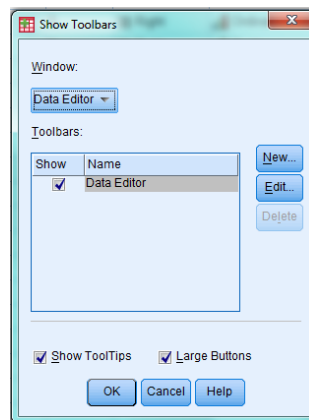 Show Toolbars
Window:
Data Editor
Toolbars:
Show Name
Data Editor
New...
Edit...
Delete
Show ToolTips Large Buttons
OK Cancel Help